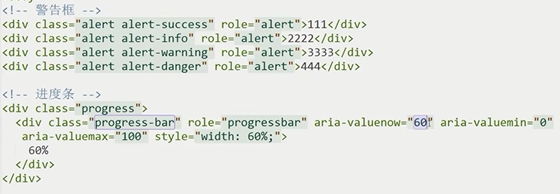 <!-- 警告框 -->
<div class="alert alert-success" role="alert">111</div>
<div class="alert alert-info" role="alert">2222</div>
<div class="alert alert-warning" role="alert">3333</div>
<div class="alert alert-danger" role="alert">444</div>
<!-- 进度条 -->
<div class="progress">
<div class="progress-bar" role="progressbar" aria-valuenow="60" aria-valuemin="0"
aria-valuemax="100" style="width: 60%;">
60%
</div>
</div>